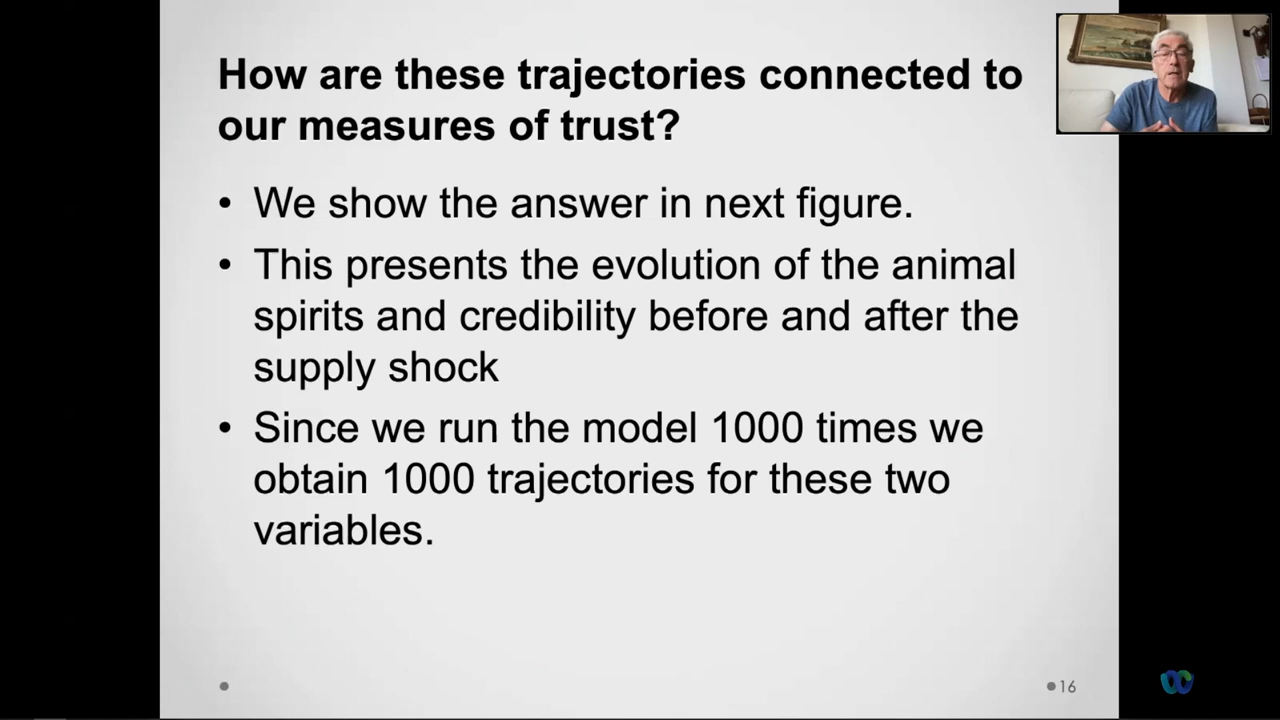 How are these trajectories connected to
our measures of trust?
• We show the answer in next figure.
• This presents the evolution of the animal
spirits and credibility before and after the
supply shock
• Since we run the model 1000 times we
obtain 1000 trajectories for these two
variables.
16